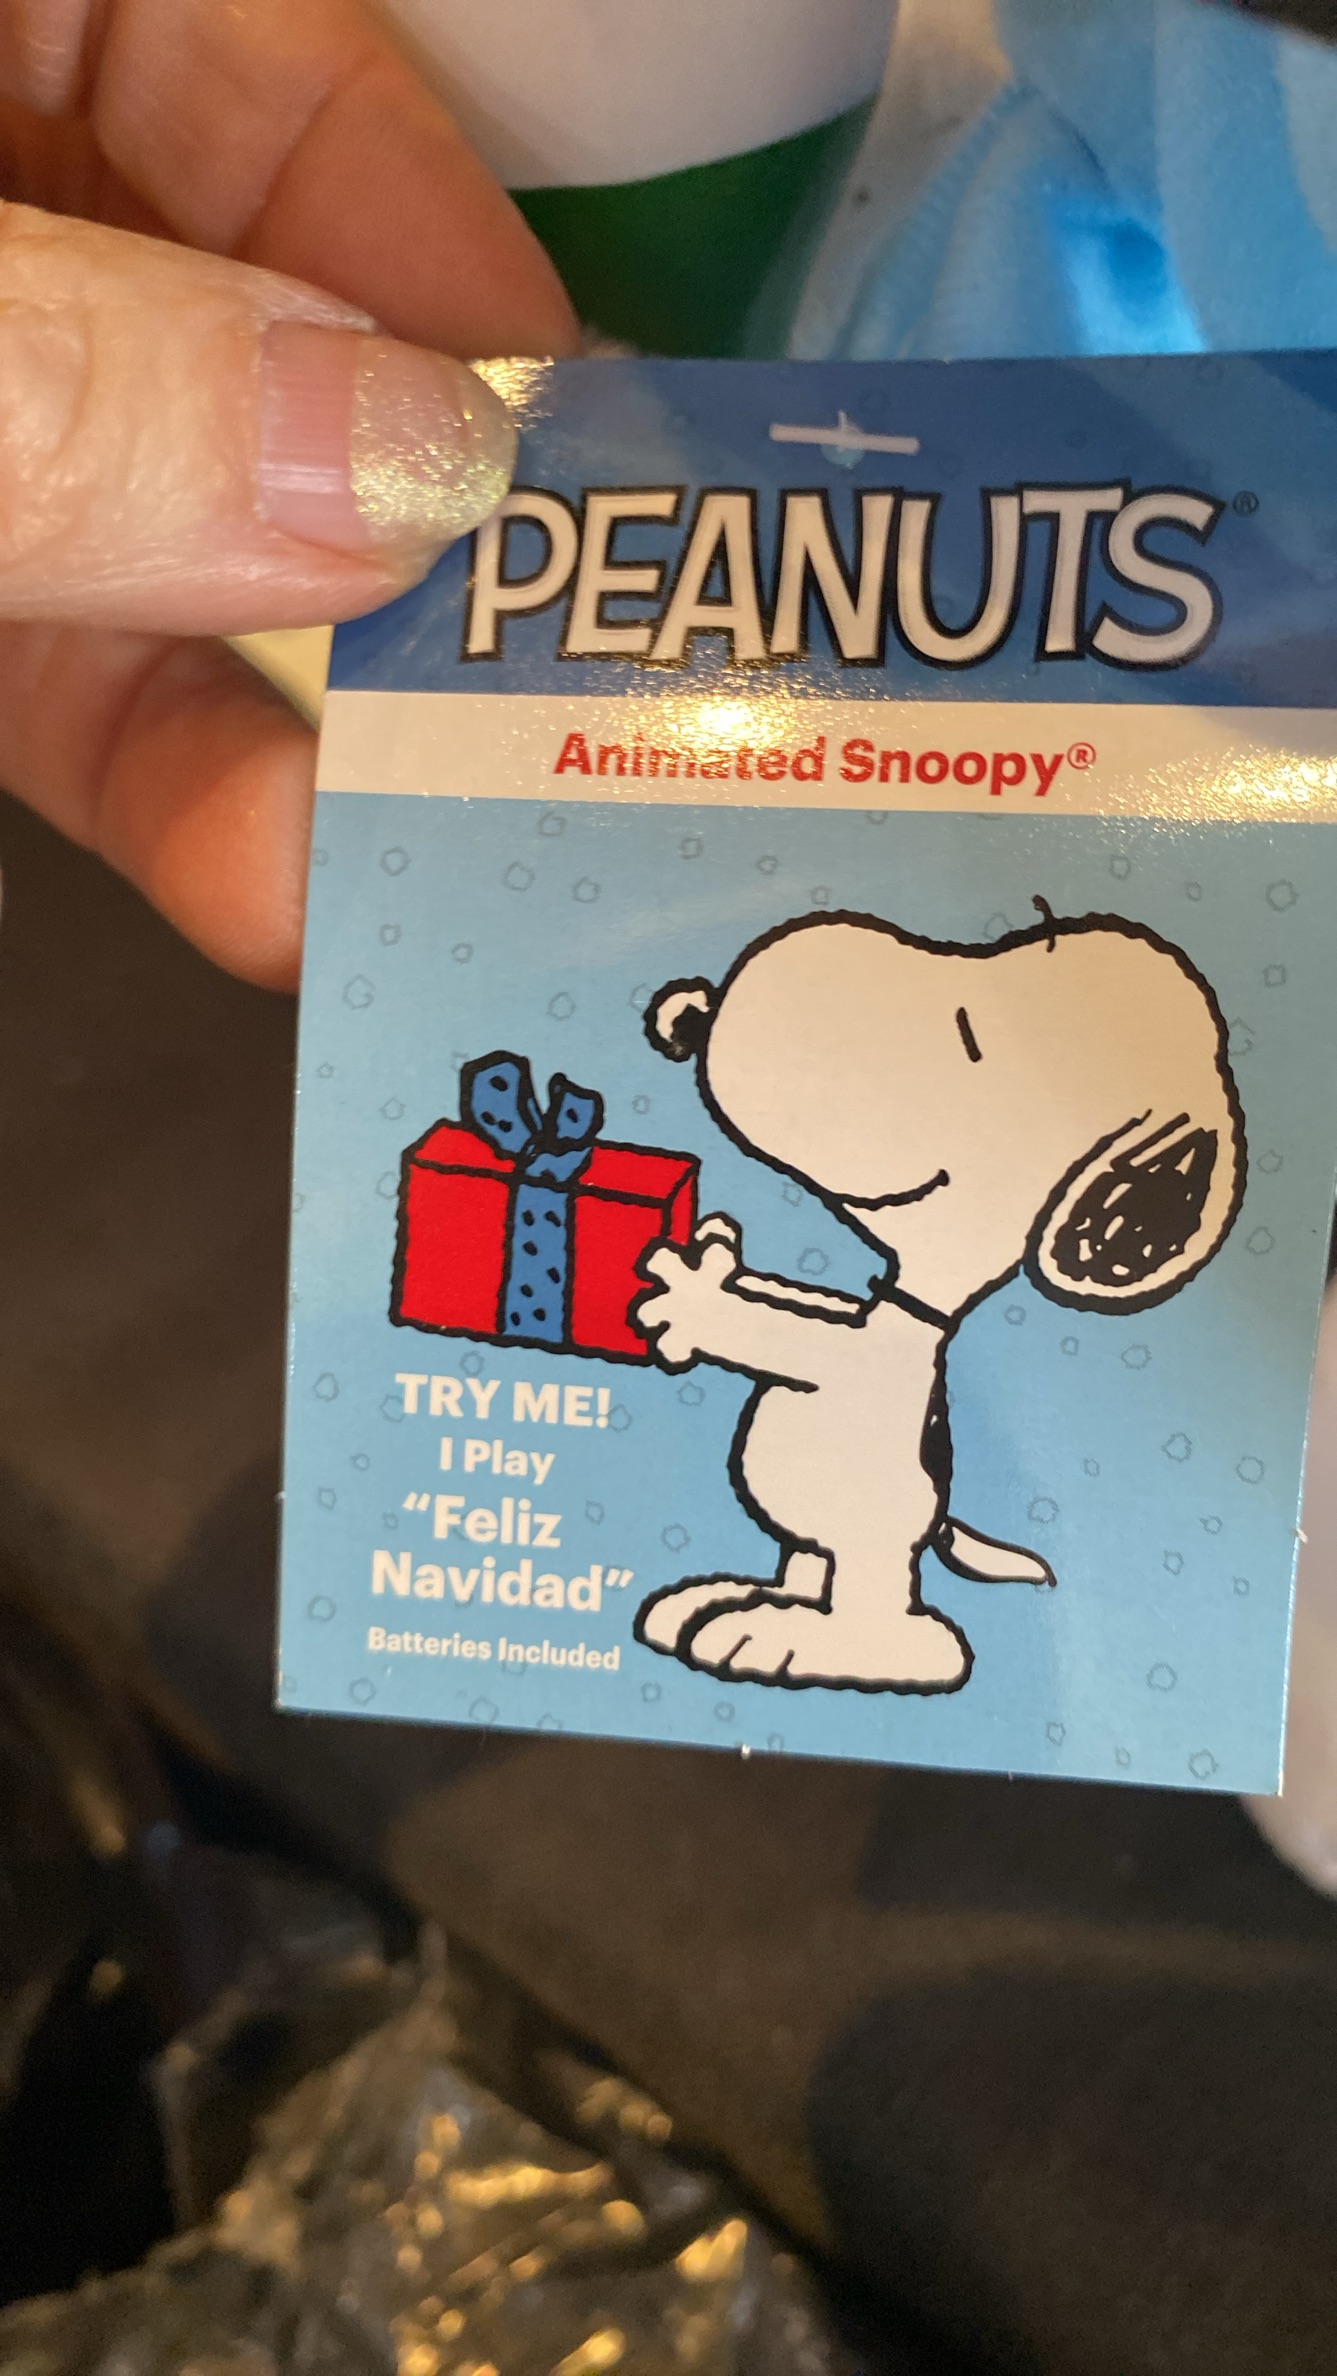 PEANUTS®
Animated Snoopy®
TRY ME!
I Play
“Feliz
Navidad”
Batteries Included